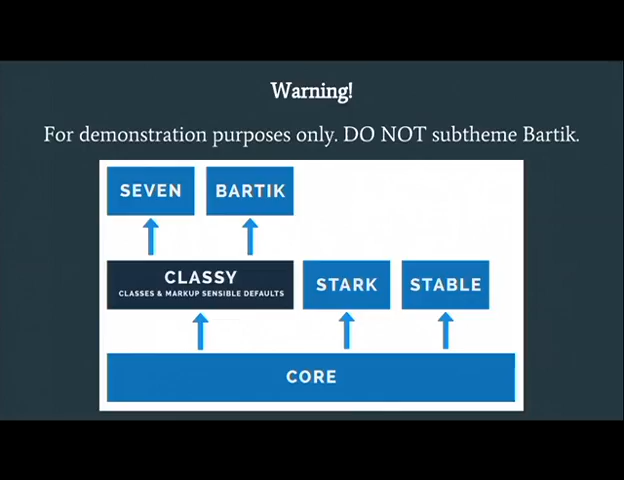 Warning!
For demonstration purposes only. DO NOT subtheme Bartik.
SEVEN
BARTIK
CLASSY
CLASSES & MARKUP SENSIBLE DEFAULTS
STARK
STABLE
CORE